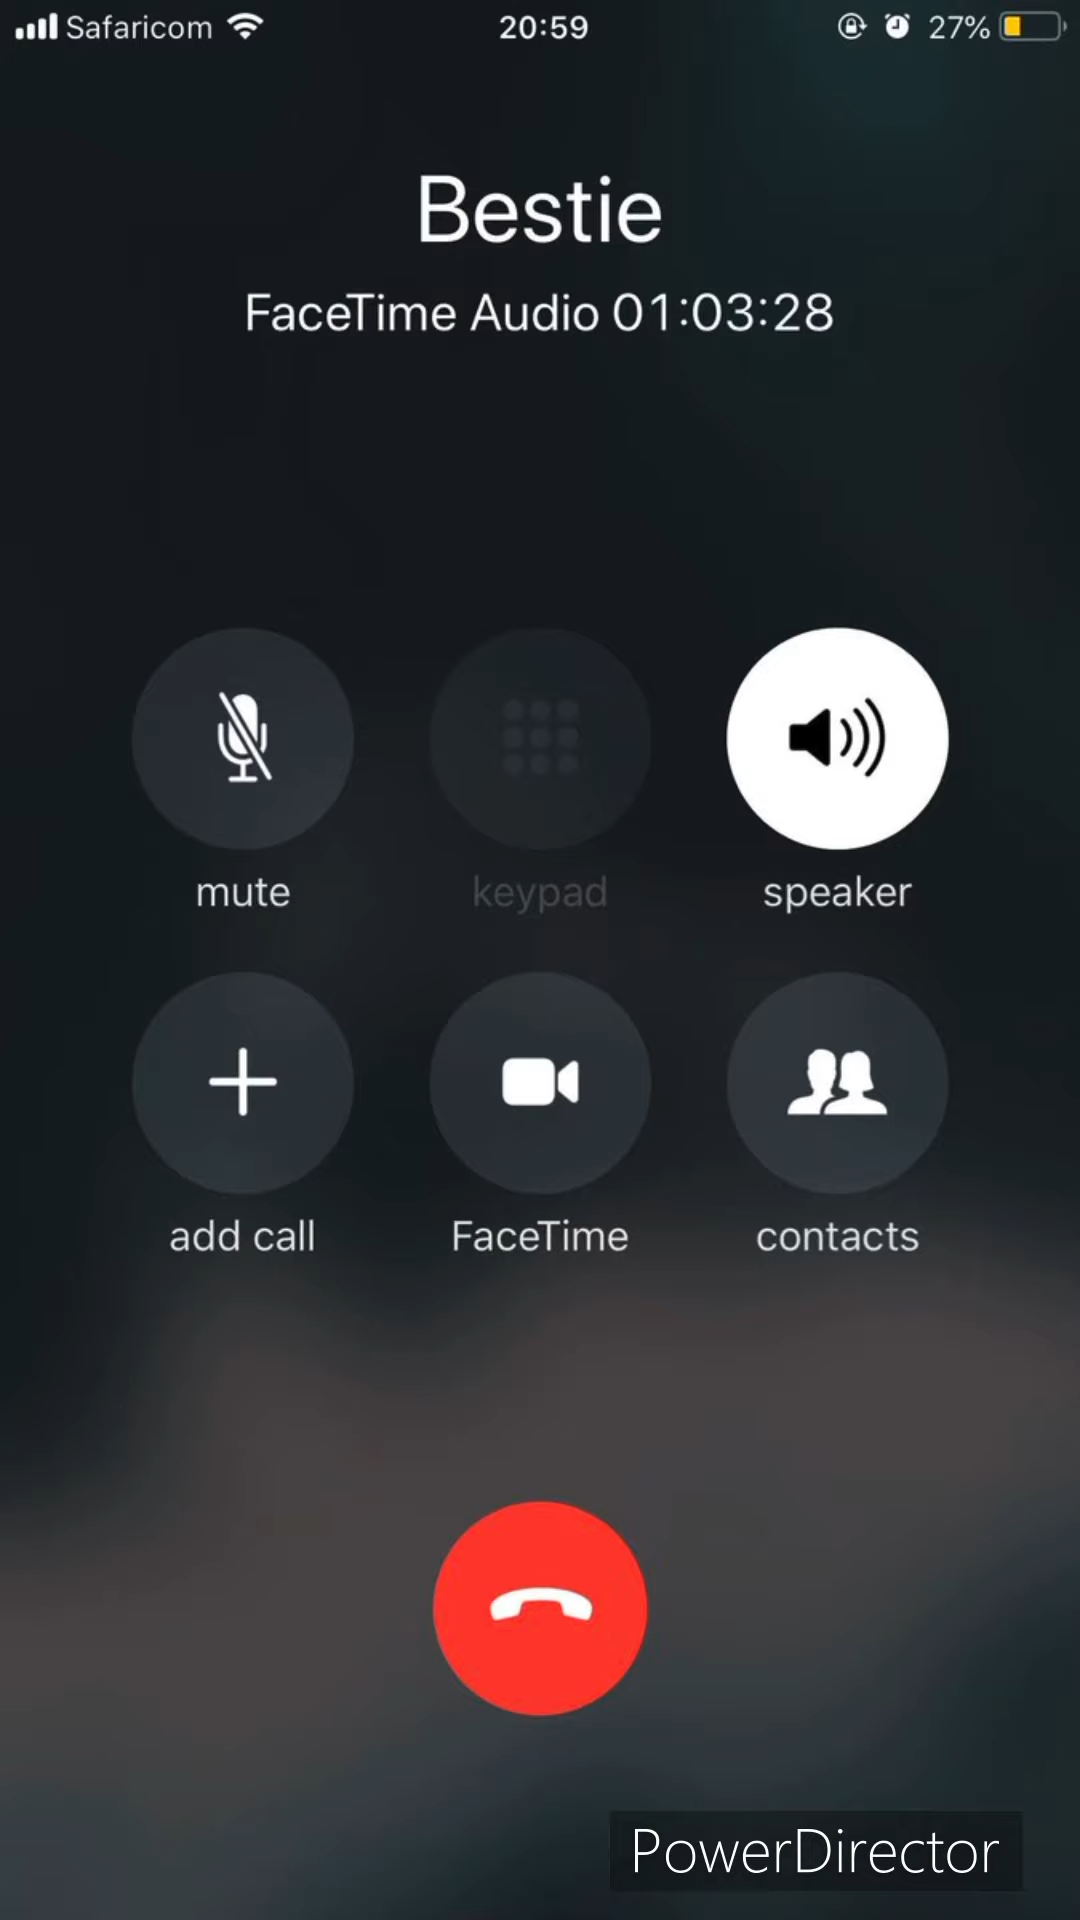 Safaricom 20:59 27%
Bestie
FaceTime Audio 01:03:28
mute keypad speaker
add call FaceTime contacts
PowerDirector